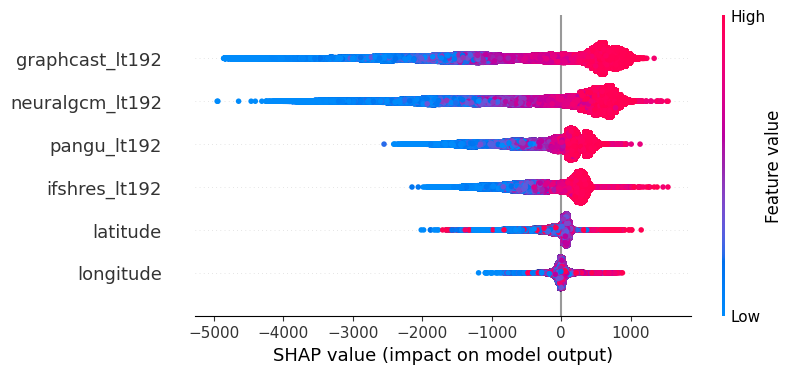 High
graphcast_lt192
neuralgcm_lt192
pangu_lt192
ifshres_lt192
latitude
longitude
Feature value
Low
−5000 −4000 −3000 −2000 −1000 0 1000
SHAP value (impact on model output)